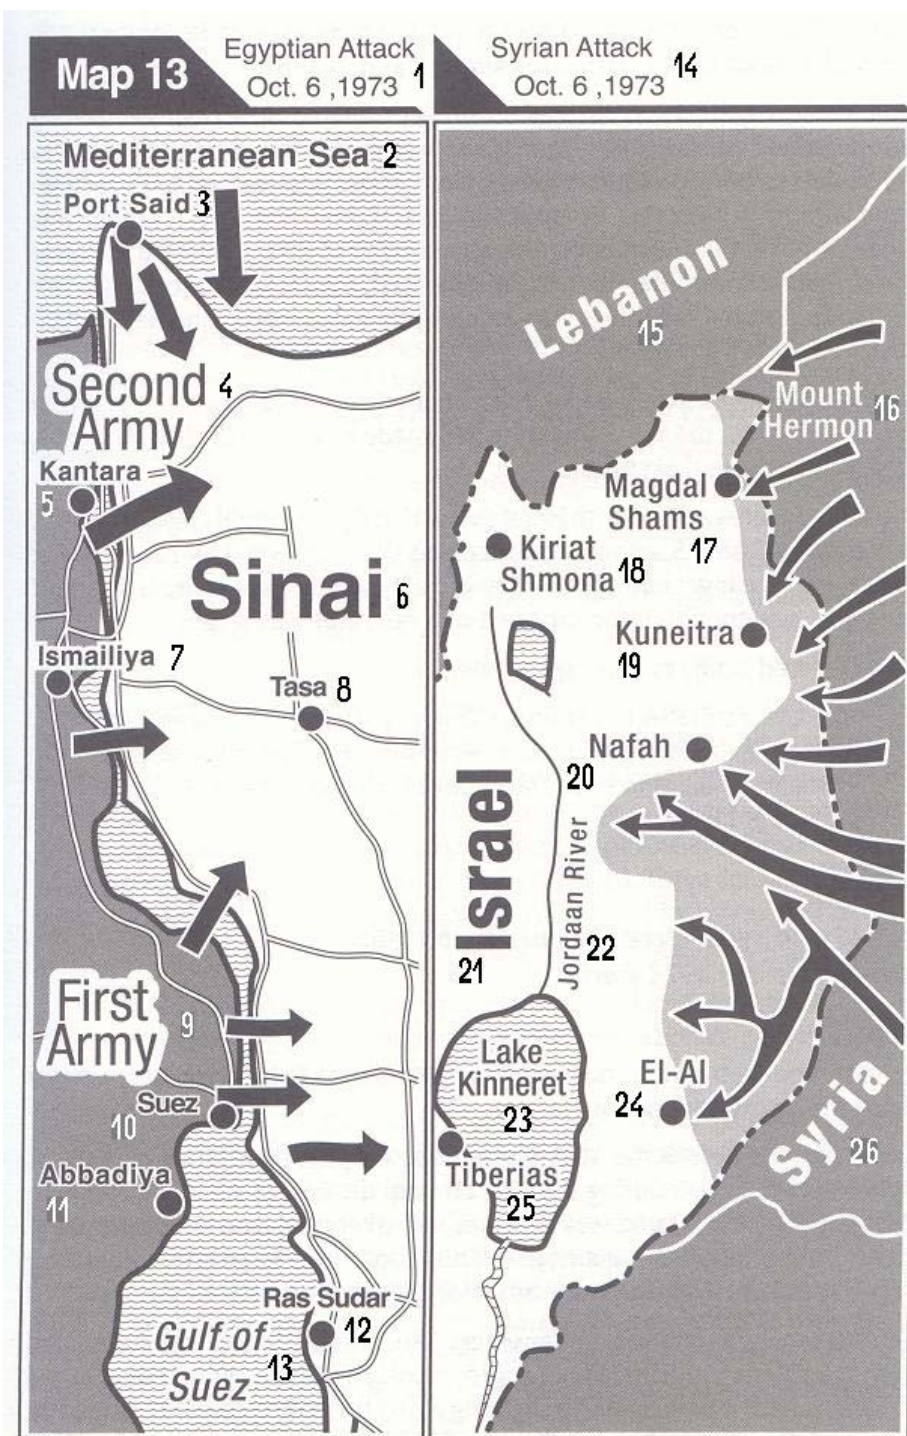 Map 13
Egyptian Attack
Oct. 6 ,1973 1
Syrian Attack 14
Oct. 6 ,1973
Mediterranean Sea 2
Port Said 3
Second 4
Army
Kantara
5
Sinai 6
Ismailiya 7
Tasa 8
First
Army 9
Suez
10
Abbadiya
11
Ras Sudar
12
Gulf of
Suez 13
Lebanon
15
Mount
Hermon 16
Magdal
Shams
17
Kiriat
Shmona 18
Kuneitra
19
Nafah
20
Israel
21
Jordaan River
22
Lake
Kinneret
23
El-Al
24
Tiberias
25
Syria
26